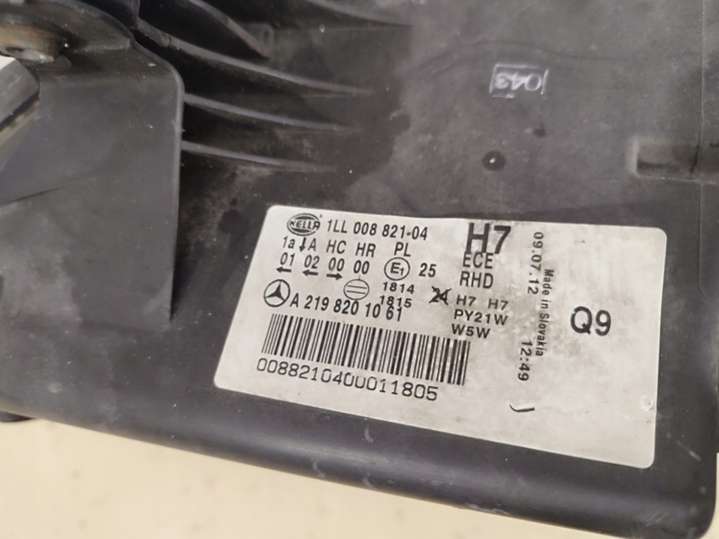 043
HELLA 1LL 008 821-04 H7
1a A HC HR PL ECE
01 02 00 00 E1 25 RHD
1814
1815
24 H7 H7
A 219 820 10 61 PY21W
W5W
0088210400011805
09.07.12
Made in Slovakia
12:49
Q9